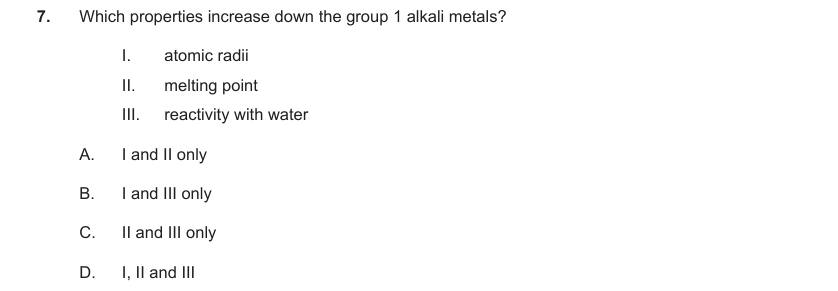 7. Which properties increase down the group 1 alkali metals?
I. atomic radii
II. melting point
III. reactivity with water
A. I and II only
B. I and III only
C. II and III only
D. I, II and III